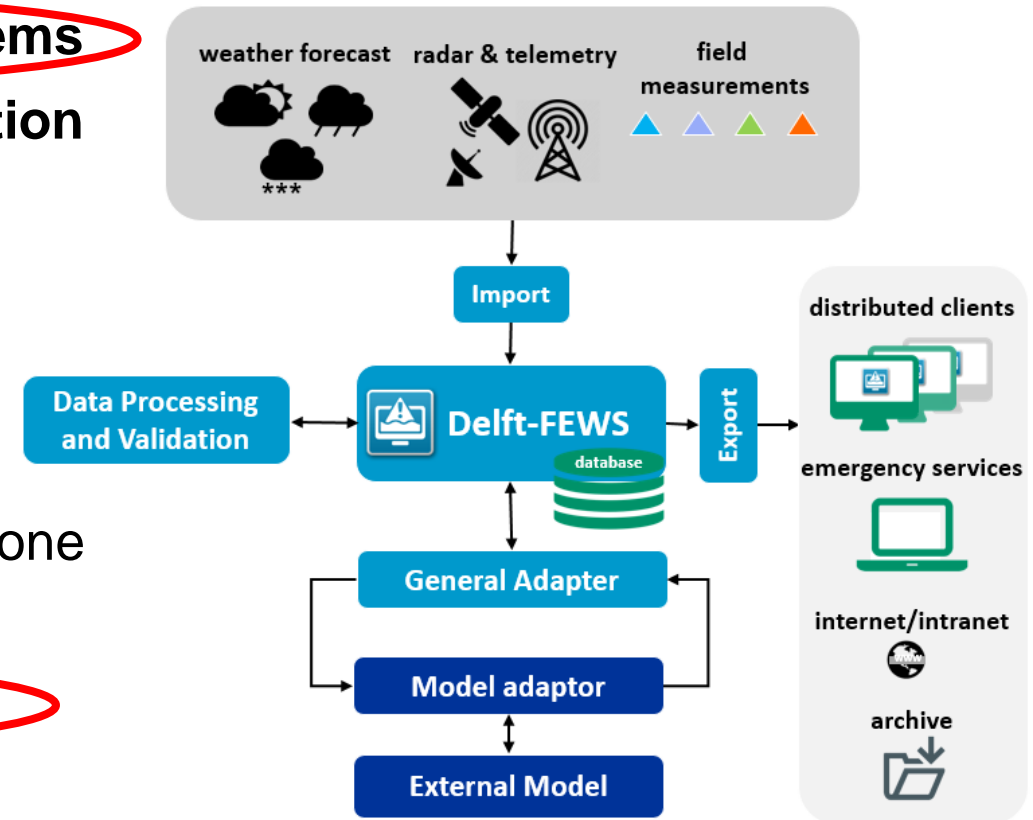 ems
tion
one
weather forecast
radar & telemetry
field
measurements
***
Import
Data Processing
and Validation
Delft-FEWS
database
Export
General Adapter
Model adaptor
External Model
distributed clients
emergency services
internet/intranet
www
archive